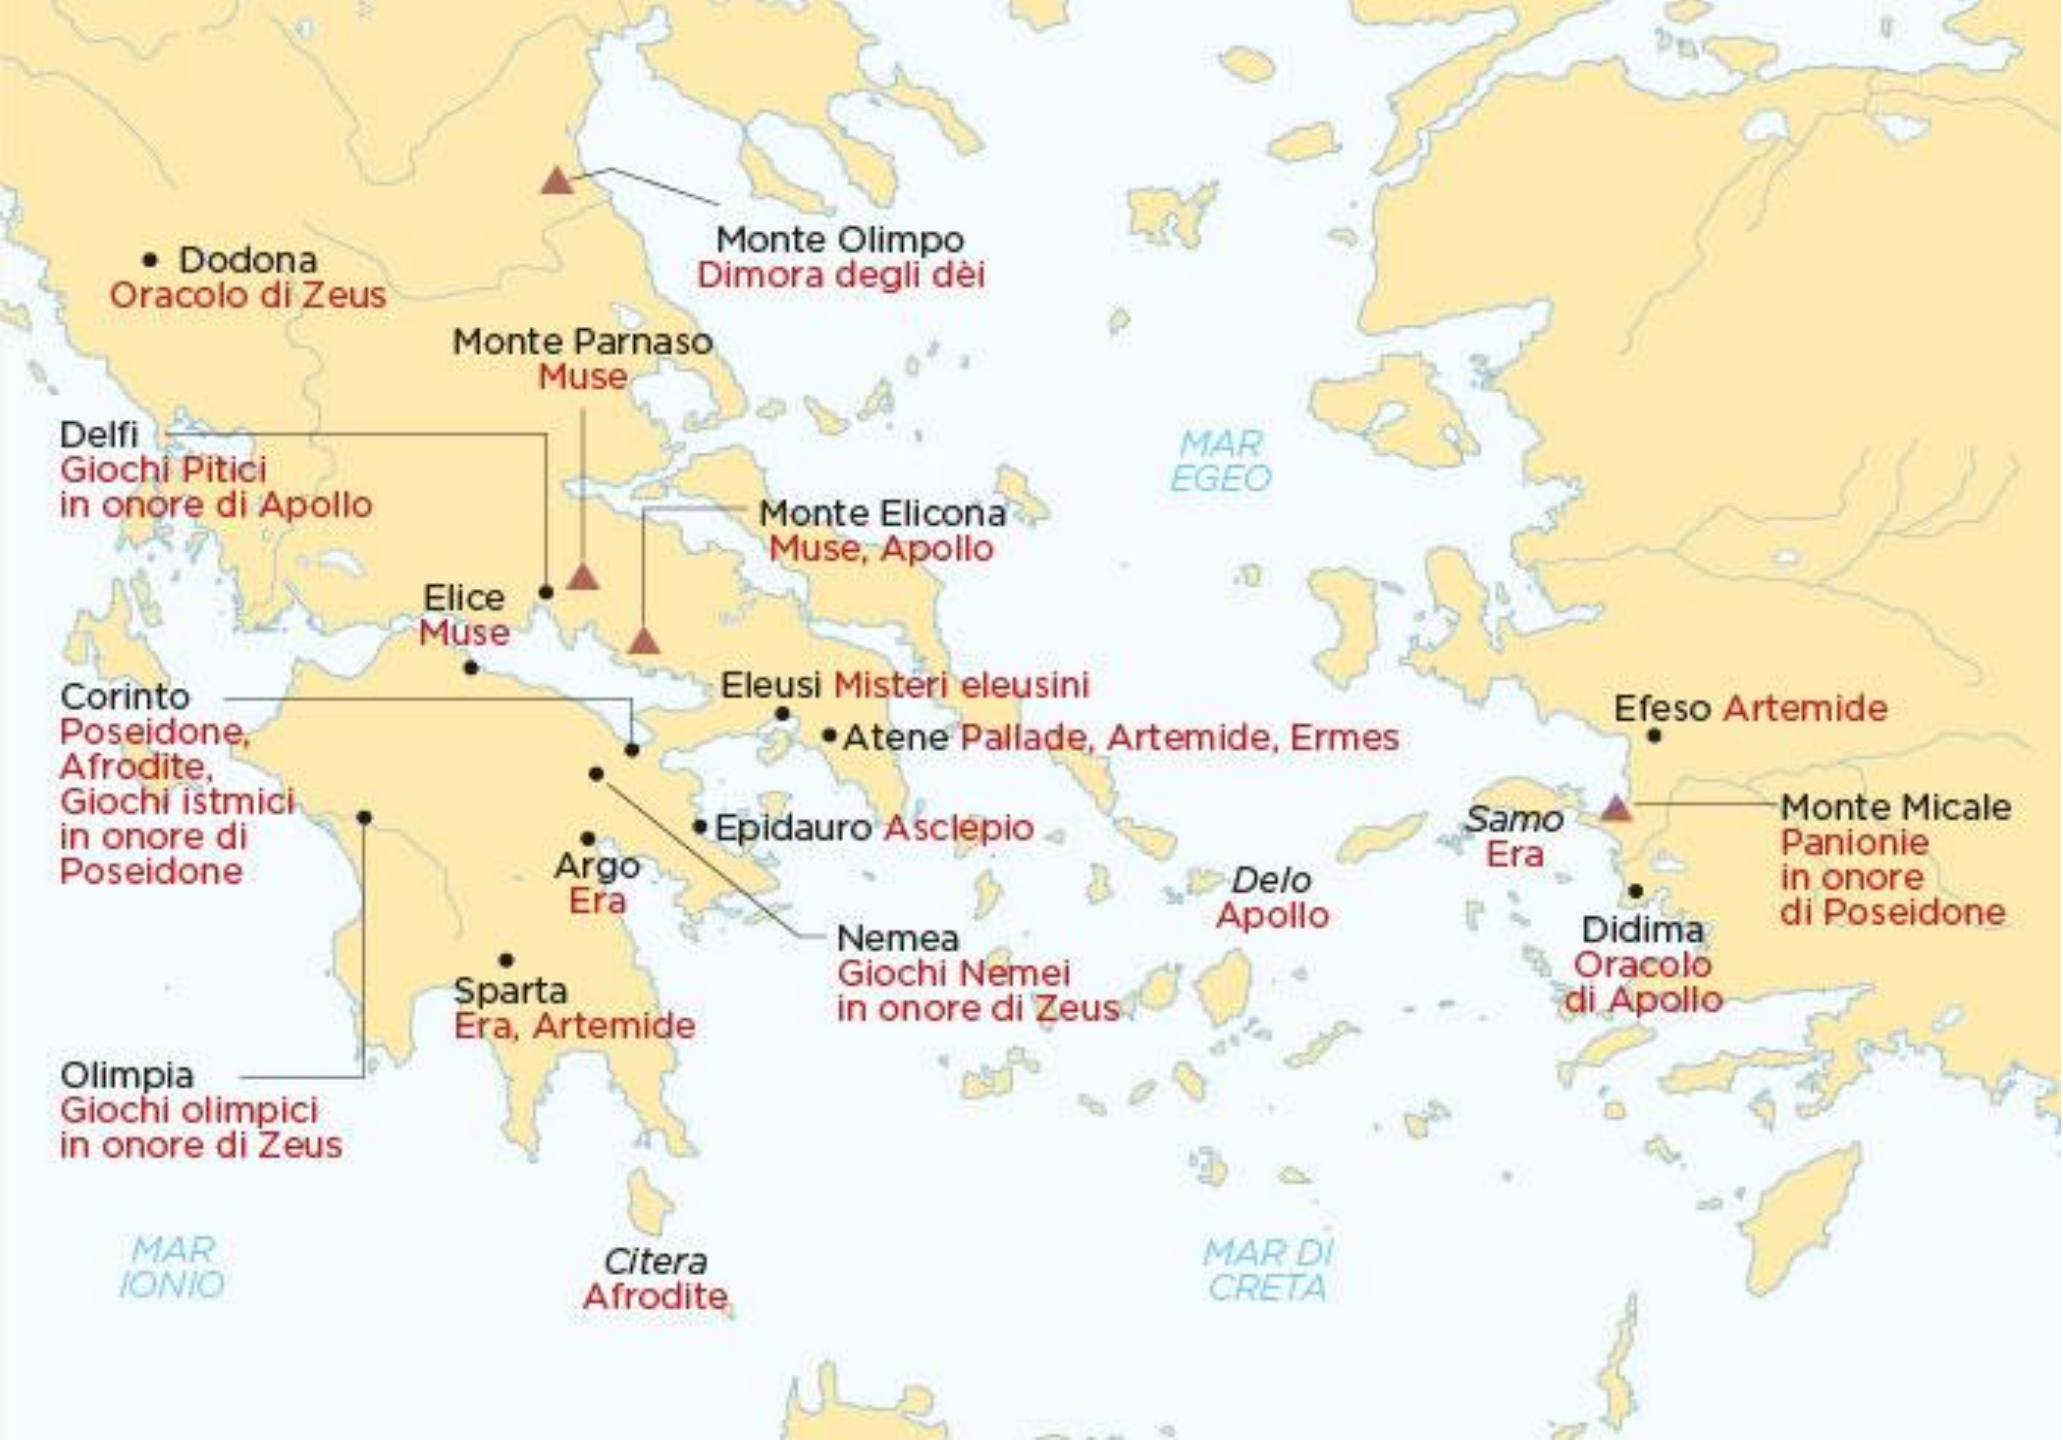 Monte Olimpo
Dimora degli dèi
Dodona
Oracolo di Zeus
Monte Parnaso
Muse
Delfi
Giochi Pitici
in onore di Apollo
MAR
EGEO
Monte Elicona
Muse, Apollo
Elice
Muse
Eleusi Misteri eleusini
Corinto
Poseidone,
Afrodite,
Giochi istmici
in onore di
Poseidone
Atene Pallade, Artemide, Ermes
Efeso Artemide
Monte Micale
Panionie
in onore
di Poseidone
Samo
Era
Epidauro Asclepio
Argo
Era
Delo
Apollo
Didima
Oracolo
di Apollo
Nemea
Giochi Nemei
in onore di Zeus
Sparta
Era, Artemide
Olimpia
Giochi olimpici
in onore di Zeus
MAR
IONIO
Citera
Afrodite
MAR DI
CRETA